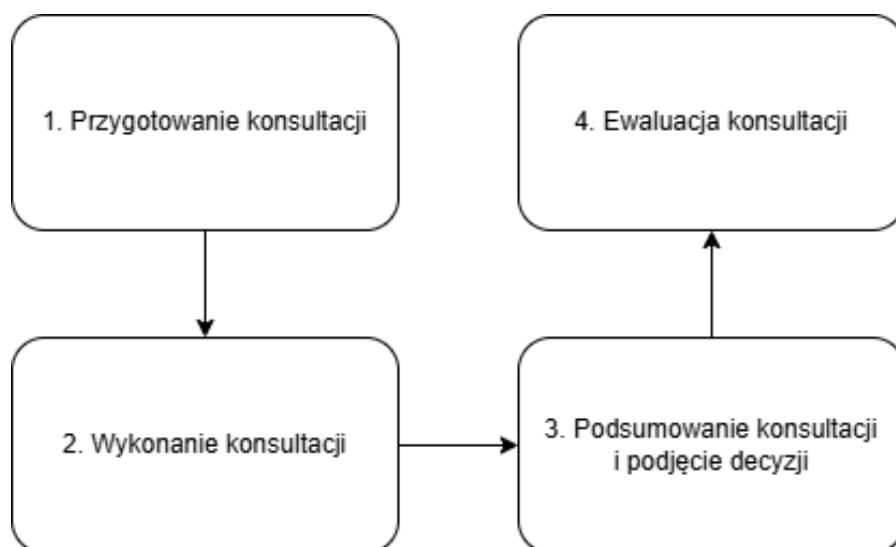 1. Przygotowanie konsultacji
2. Wykonanie konsultacji
3. Podsumowanie konsultacji
i podjęcie decyzji
4. Ewaluacja konsultacji